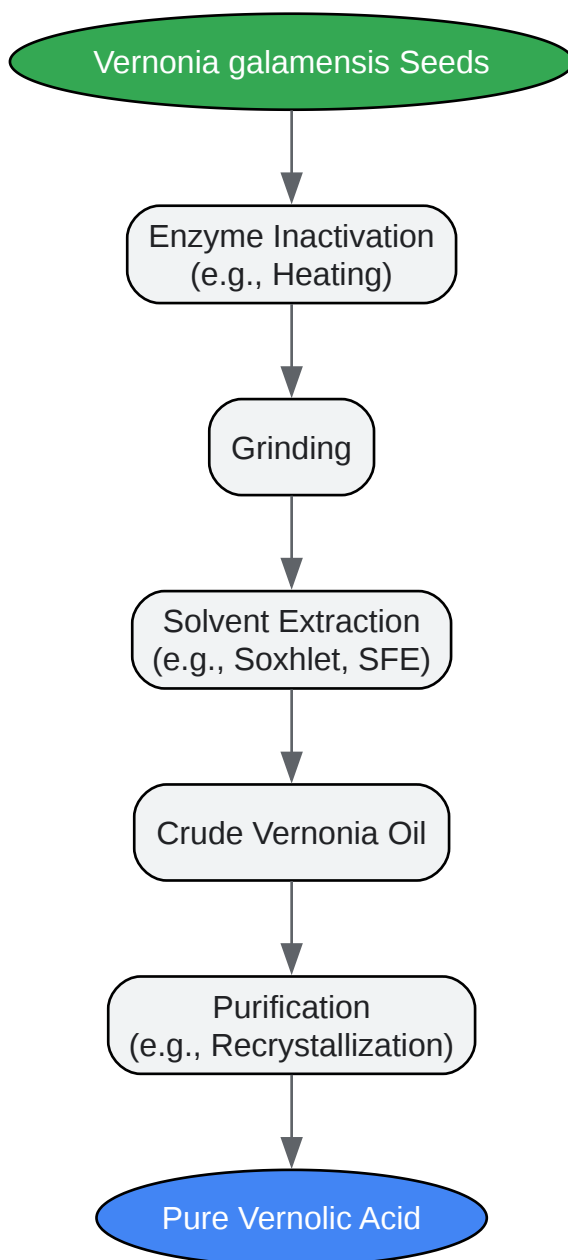 Vernonia galamensis Seeds
Enzyme Inactivation
(e.g., Heating)
Grinding
Solvent Extraction
(e.g., Soxhlet, SFE)
Crude Vernonia Oil
Purification
(e.g., Recrystallization)
Pure Vernolic Acid